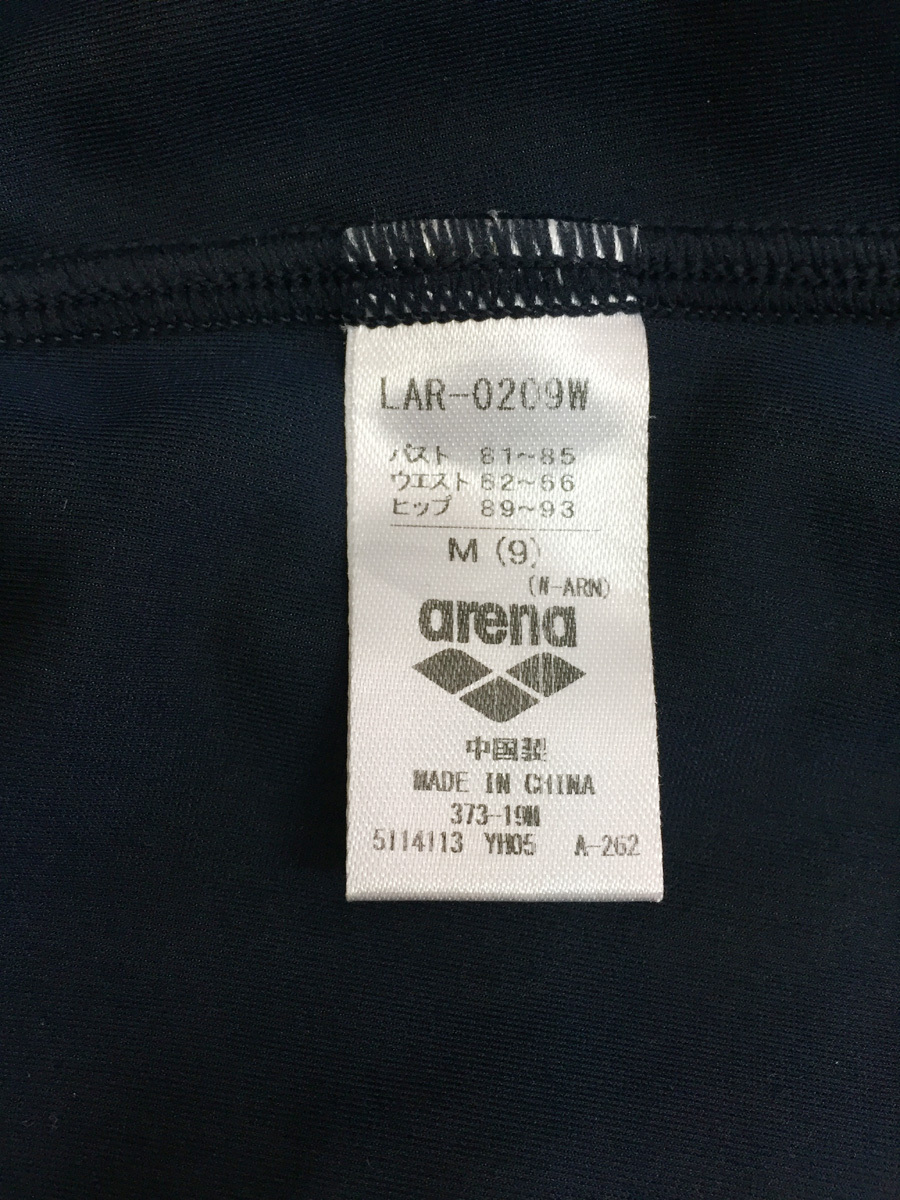 LAR-0209W
バスト 81~85
ウエスト 62~66
ヒップ 89~93
M (9)
(W-ARN)
arena
中国製
MADE IN CHINA
373-19W
5114113 YH05 A-262